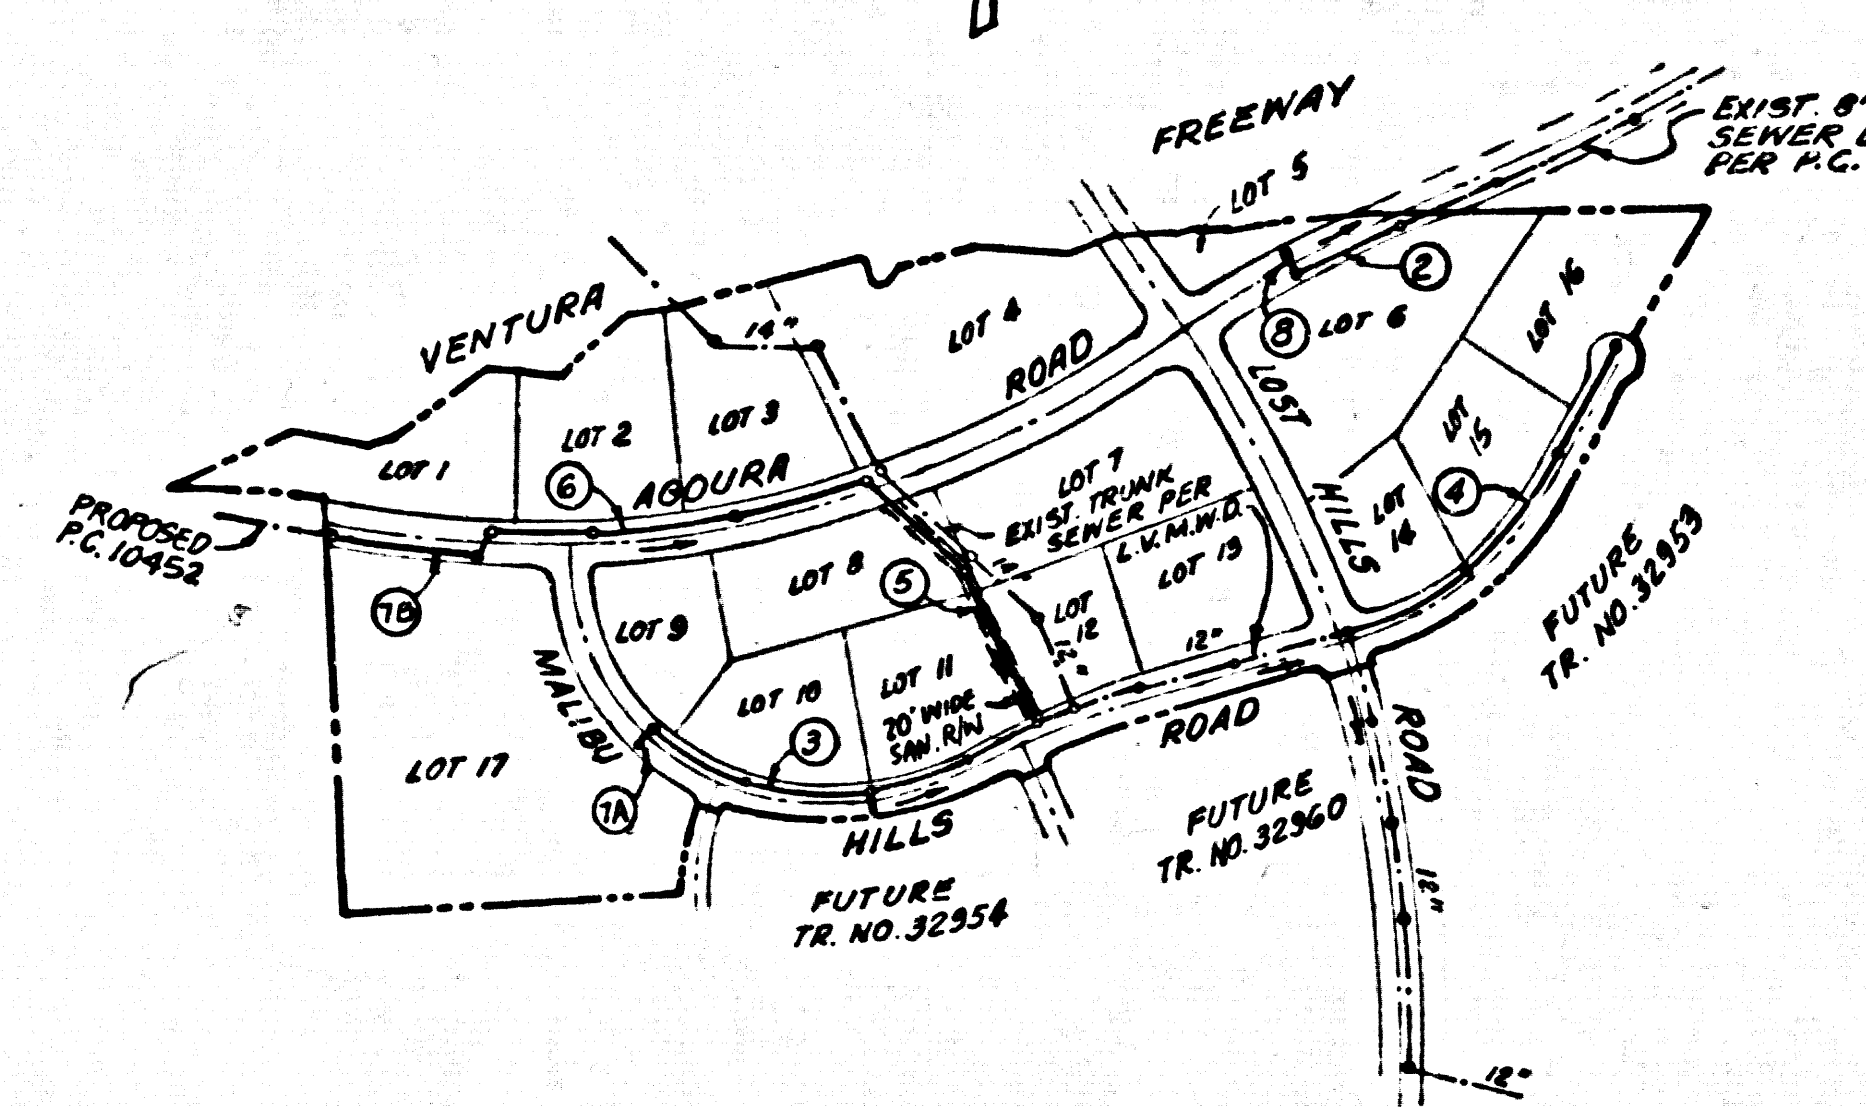 FREEWAY
EXIST. 8"
SEWER
PER P.C.
LOT 5
VENTURA
14"
LOT 4
ROAD
2
8
LOT 6
LOT 16
LOST
LOT 1
LOT 2
LOT 3
LOT
15
6
AGOURA
LOT 7
EXIST. TRUNK
SEWER PER
L.V.M.W.D.
HILLS
LOT
14
4
PROPOSED
P.C. 10452
7B
LOT 8
5
LOT 13
LOT
12
FUTURE
TR. NO. 32953
LOT 9
12"
12"
MALIBU
LOT 10
LOT 11
20' WIDE
SAN. R/W
3
ROAD
ROAD
LOT 17
7A
HILLS
FUTURE
TR. NO. 32960
FUTURE
TR. NO. 32954
12"
12"